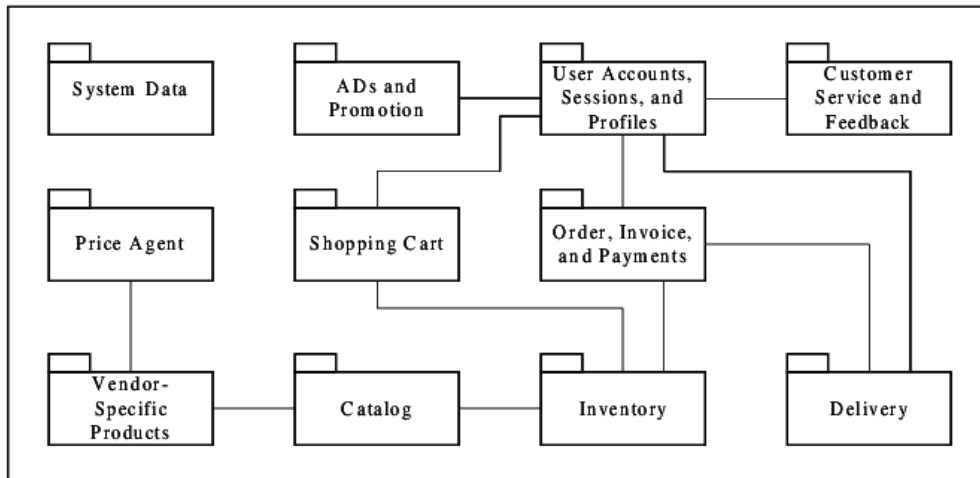 System Data
ADs and
Promotion
User Accounts,
Sessions, and
Profiles
Customer
Service and
Feedback
Price Agent
Shopping Cart
Order, Invoice,
and Payments
Vendor-
Specific
Products
Catalog
Inventory
Delivery